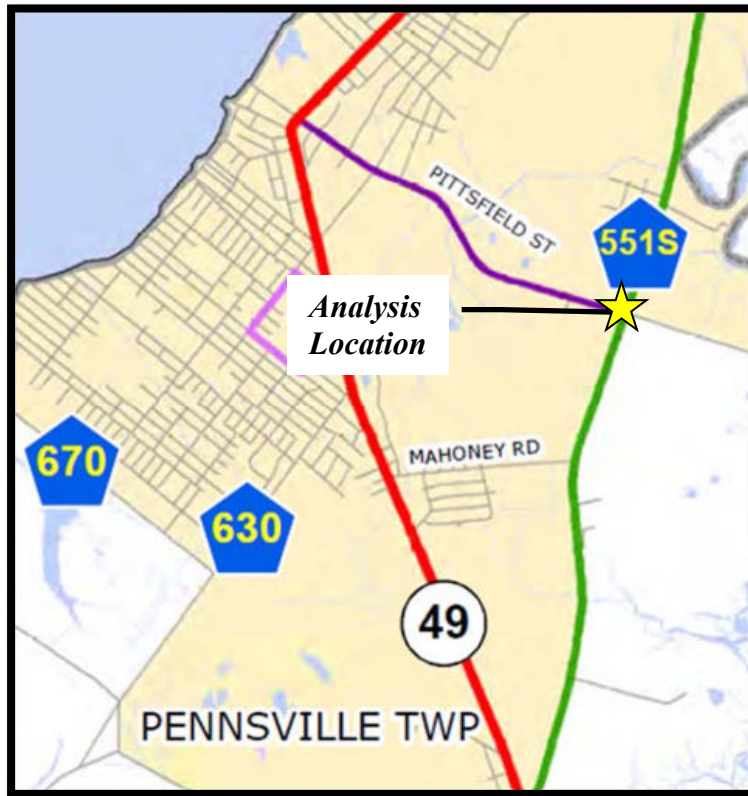 PITTSFIELD ST
551S
Analysis
Location
MAHONEY RD
670
630
49
PENNSVILLE TWP